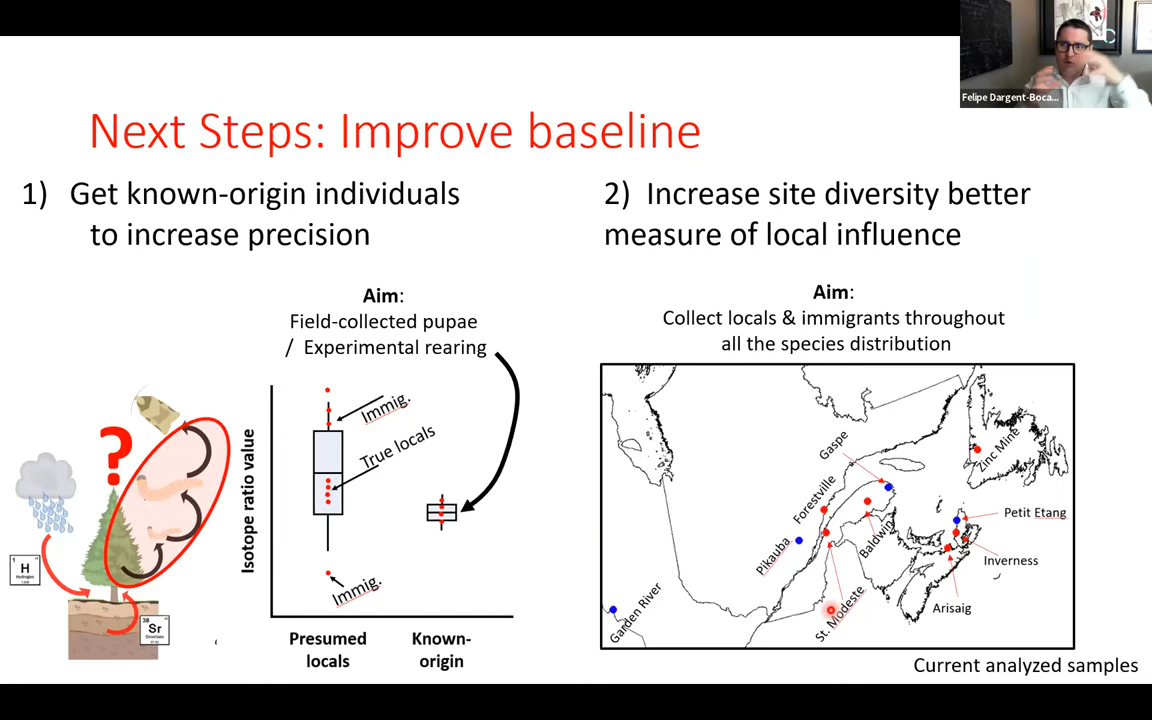 Felipe Dargent-Boca...
Next Steps: Improve baseline
1) Get known-origin individuals
to increase precision
Aim:
Field-collected pupae
/ Experimental rearing
?
H
Hydrogen
38
Sr
Strontium
Isotope ratio value
Immig.
True locals
Immig.
Presumed
locals
Known-
origin
2) Increase site diversity better
measure of local influence
Aim:
Collect locals & immigrants throughout
all the species distribution
Gaspe
Zinc Mine
Forestville
Petit Etang
Baldwin
Pikauba
Inverness
Arisaig
Garden River
St. Modeste
Current analyzed samples